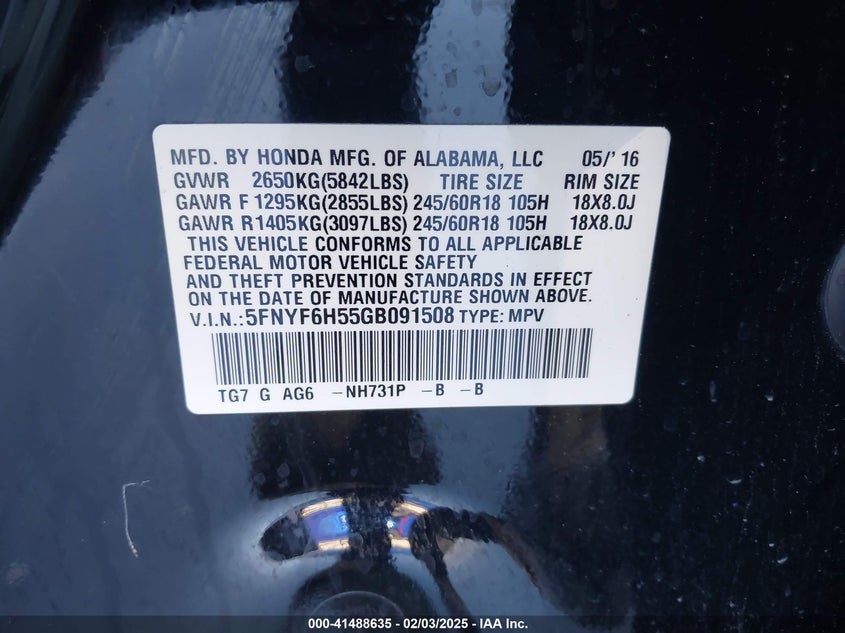 MFD. BY HONDA MFG. OF ALABAMA, LLC 05/'16
GVWR 2650KG(5842LBS) TIRE SIZE RIM SIZE
GAWR F 1295KG(2855LBS) 245/60R18 105H 18X8.0J
GAWR R1405KG(3097LBS) 245/60R18 105H 18X8.0J
THIS VEHICLE CONFORMS TO ALL APPLICABLE
FEDERAL MOTOR VEHICLE SAFETY
AND THEFT PREVENTION STANDARDS IN EFFECT
ON THE DATE OF MANUFACTURE SHOWN ABOVE.
V.I.N.:5FNYF6H55GB091508 TYPE: MPV
TG7 G AG6 -NH731P -B -B
000-41488635 - 02/03/2025 - IAA Inc.